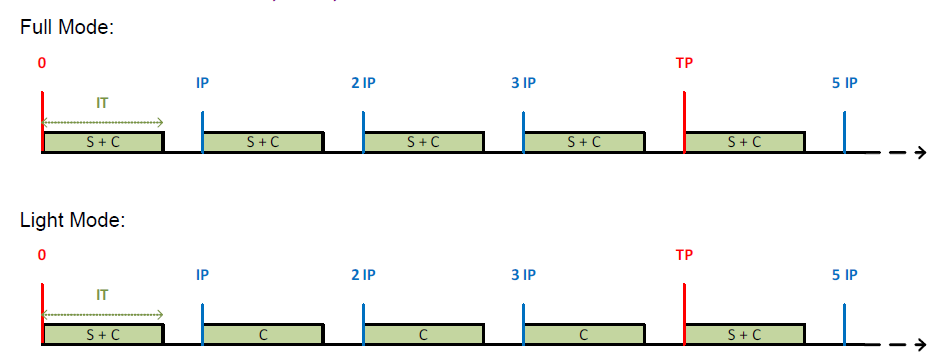 Full Mode:
0 TP
IP 2 IP 3 IP 5 IP
IT
S + C S + C S + C S + C S + C
Light Mode:
0 TP
IP 2 IP 3 IP 5 IP
IT
S + C C C C S + C